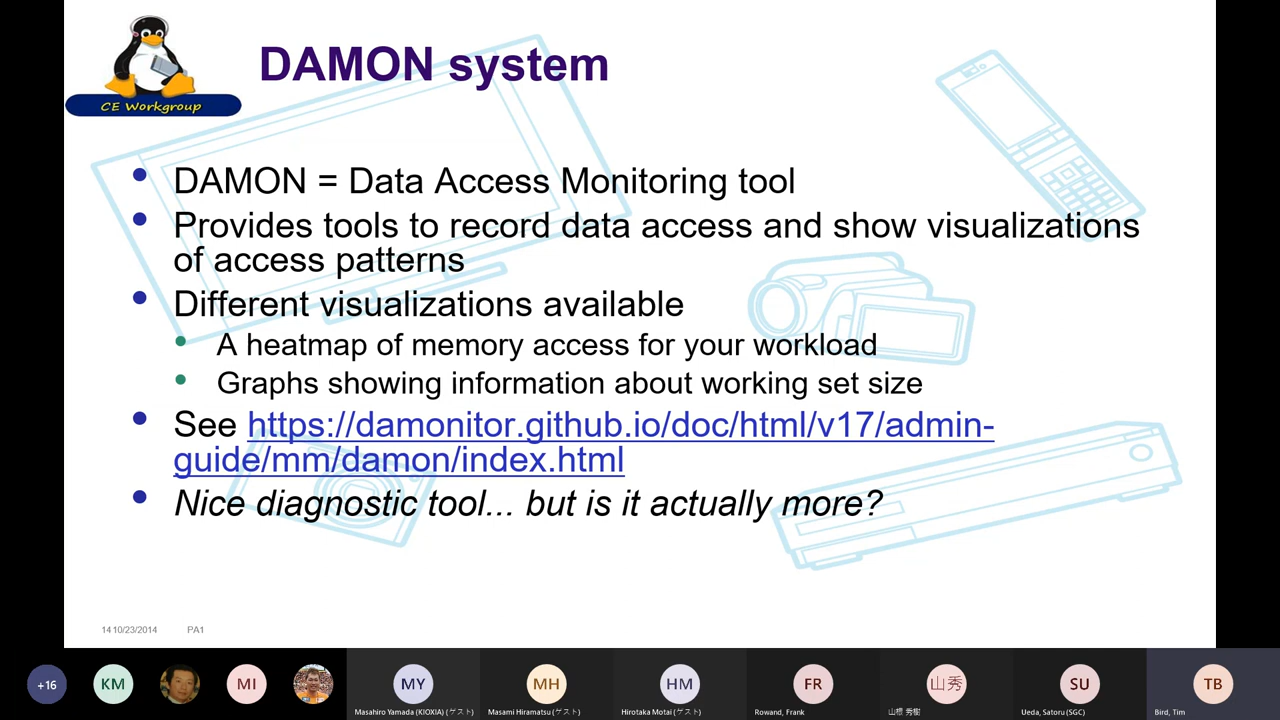 DAMON system
CE Workgroup
DAMON = Data Access Monitoring tool
Provides tools to record data access and show visualizations
of access patterns
Different visualizations available
A heatmap of memory access for your workload
Graphs showing information about working set size
See https://damonitor.github.io/doc/html/v17/admin-
guide/mm/damon/index.html
Nice diagnostic tool... but is it actually more?
14 10/23/2014 PA1
+16 KM MI MY MH HM FR 山秀 SU TB
Masahiro Yamada (KIOXIA) (ゲスト) Masami Hiramatsu (ゲスト) Hirotaka Motai (ゲスト) Rowand, Frank 山根 秀樹 Ueda, Satoru (SGC) Bird, Tim